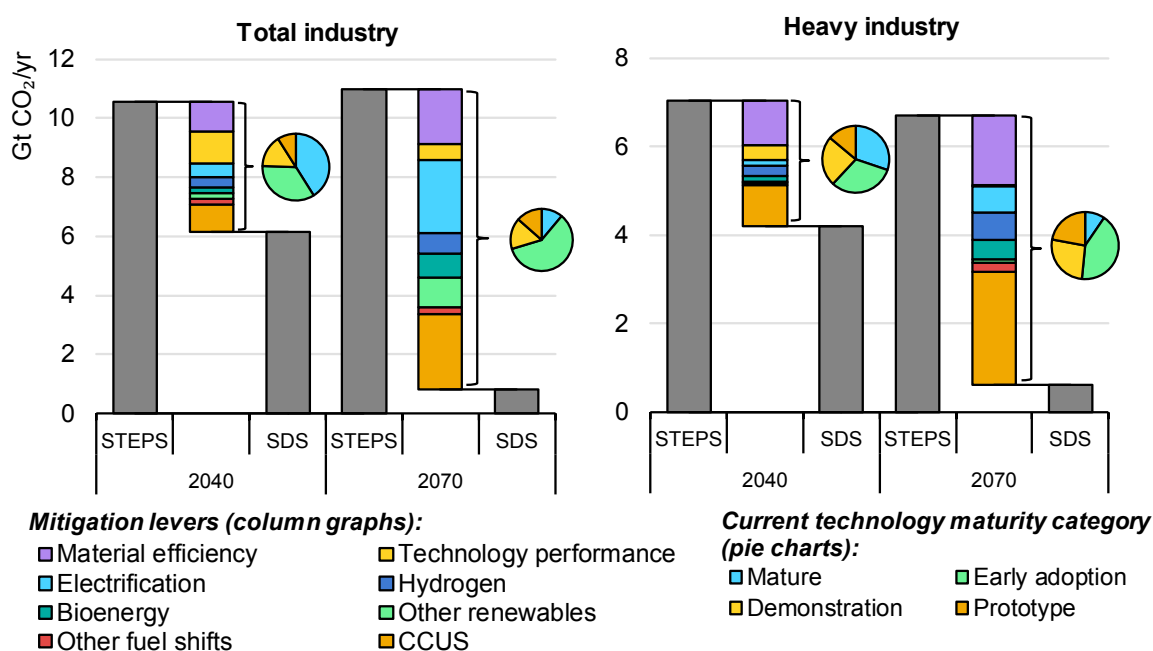 Total industry
Gt CO₂/yr
12
10
8
6
4
2
0
STEPS SDS STEPS SDS
2040 2070
Heavy industry
8
6
4
2
0
STEPS SDS STEPS SDS
2040 2070
Mitigation levers (column graphs):
Material efficiency Technology performance
Electrification Hydrogen
Bioenergy Other renewables
Other fuel shifts CCUS
Current technology maturity category
(pie charts):
Mature Early adoption
Demonstration Prototype